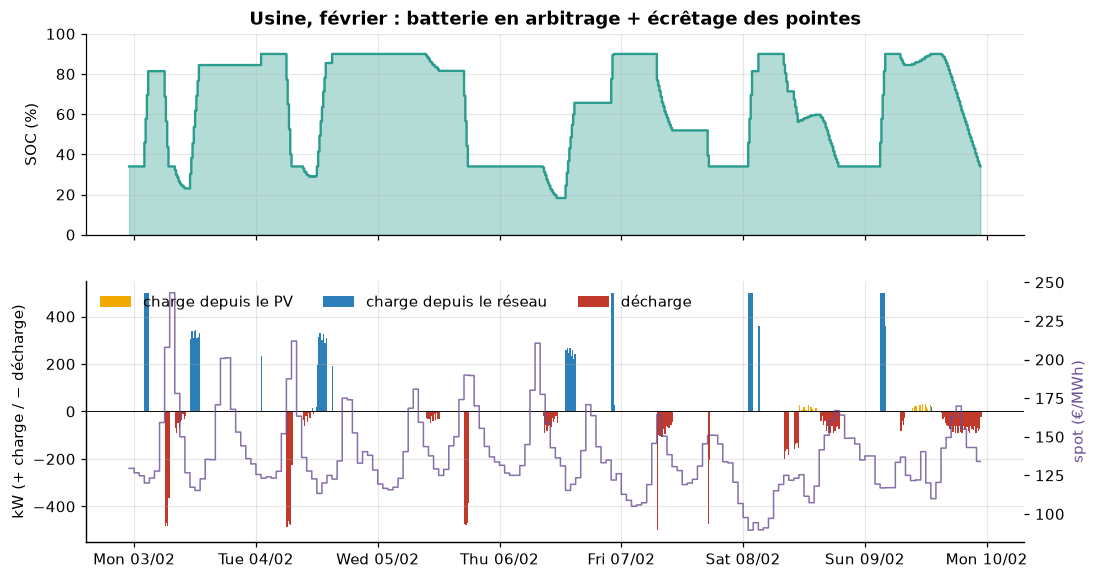 Usine, février : batterie en arbitrage + écrêtage des pointes
SOC (%)
100
80
60
40
20
0
charge depuis le PV
charge depuis le réseau
décharge
kW (+ charge / − décharge)
400
200
0
−200
−400
250
225
200
175
150
125
100
spot (€/MWh)
Mon 03/02
Tue 04/02
Wed 05/02
Thu 06/02
Fri 07/02
Sat 08/02
Sun 09/02
Mon 10/02